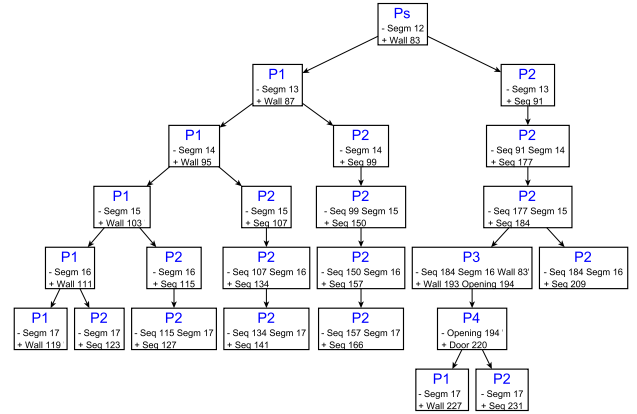 Ps
- Segm 12
+ Wall 83
P1
- Segm 13
+ Wall 87
P2
- Segm 13
+ Seq 91
P1
- Segm 14
+ Wall 95
P2
- Segm 14
+ Seq 99
P2
- Seq 91 Segm 14
+ Seq 177
P1
- Segm 15
+ Wall 103
P2
- Segm 15
+ Seq 107
P2
- Seq 99 Segm 15
+ Seq 150
P2
- Seq 177 Segm 15
+ Seq 184
P1
- Segm 16
+ Wall 111
P2
- Segm 16
+ Seq 115
P2
- Seq 107 Segm 16
+ Seq 134
P2
- Seq 150 Segm 16
+ Seq 157
P3
- Seq 184 Segm 16 Wall 83'
+ Wall 193 Opening 194
P2
- Seq 184 Segm 16
+ Seq 209
P1
- Segm 17
+ Wall 119
P2
- Segm 17
+ Seq 123
P2
- Seq 115 Segm 17
+ Seq 127
P2
- Seq 134 Segm 17
+ Seq 141
P2
- Seq 157 Segm 17
+ Seq 166
P4
- Opening 194'
+ Door 220
P1
- Segm 17
+ Wall 227
P2
- Segm 17
+ Seq 231